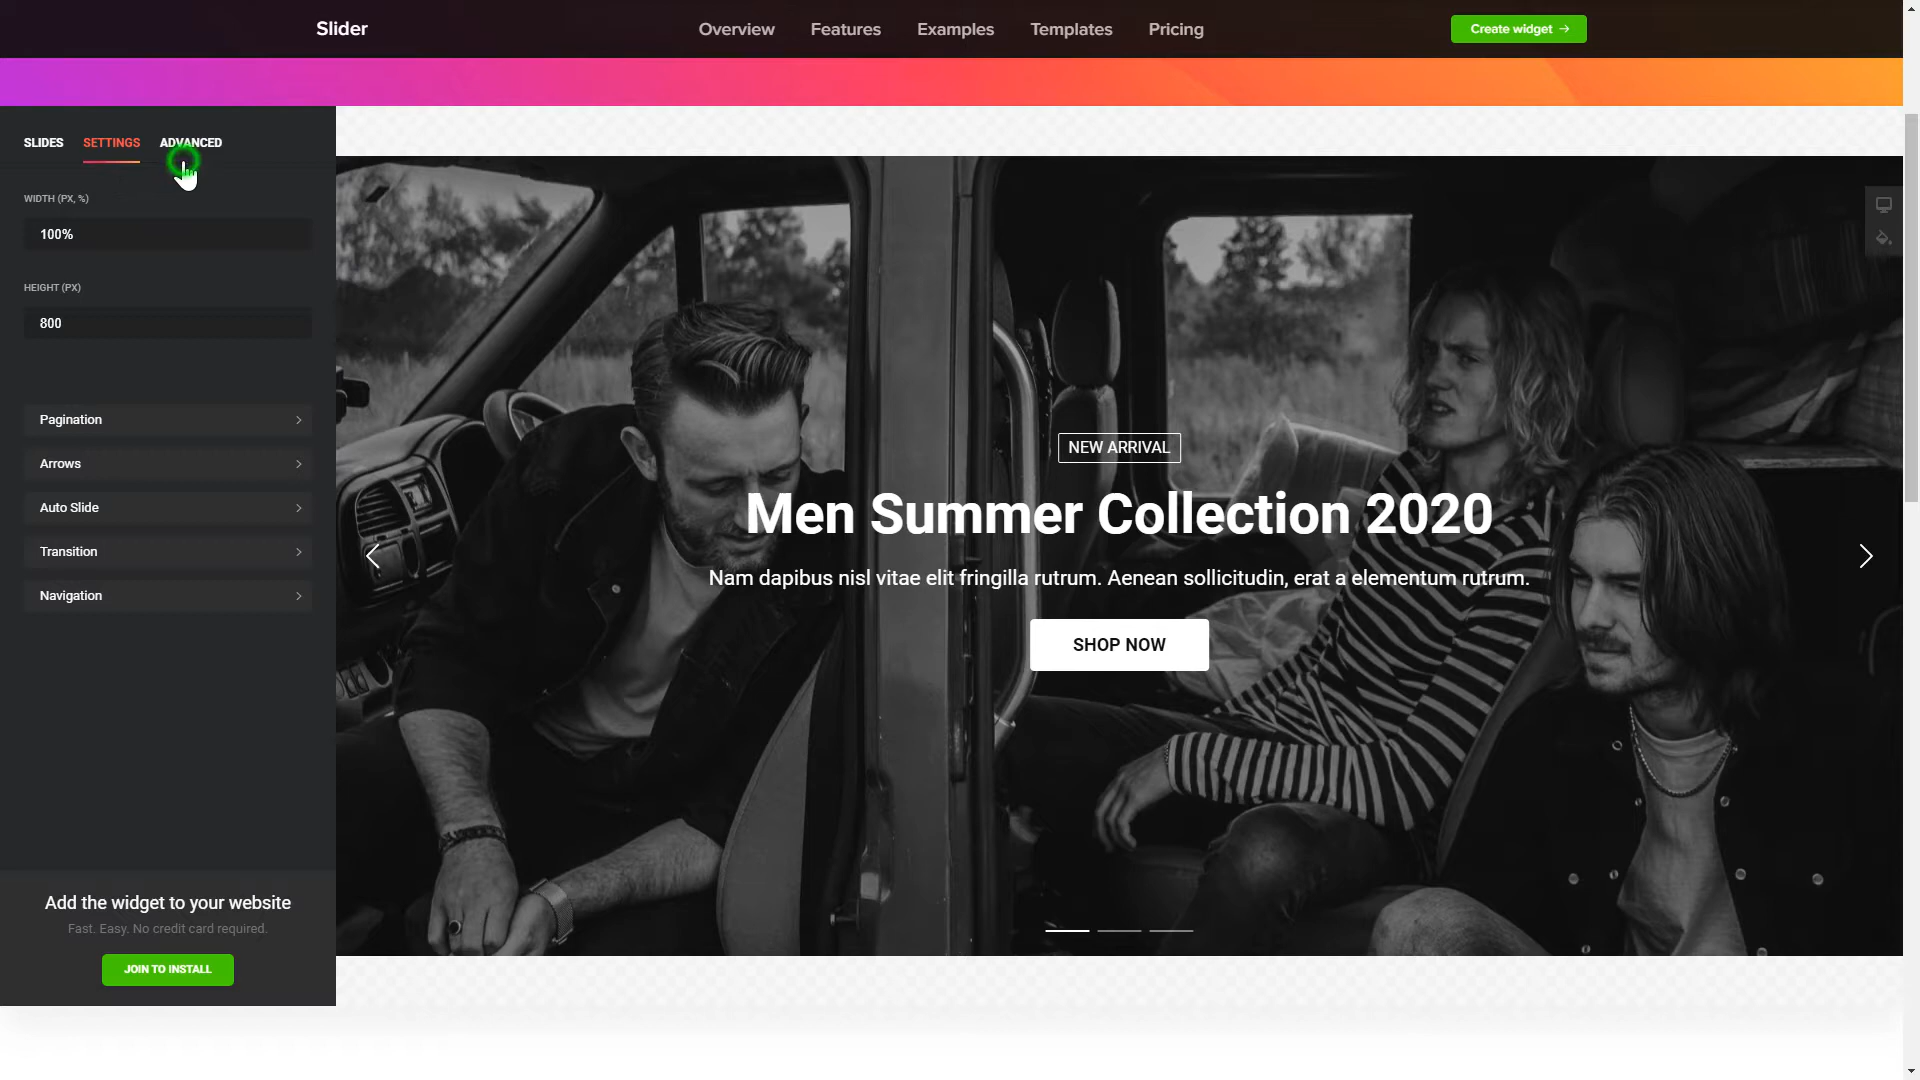 Slider
Overview Features Examples Templates Pricing
Create widget →
SLIDES SETTINGS ADVANCED
WIDTH (PX, %)
100%
HEIGHT (PX)
800
Pagination
Arrows
Auto Slide
Transition
Navigation
Add the widget to your website
Fast. Easy. No credit card required.
JOIN TO INSTALL
NEW ARRIVAL
Men Summer Collection 2020
Nam dapibus nisl vitae elit fringilla rutrum. Aenean sollicitudin, erat a elementum rutrum.
SHOP NOW